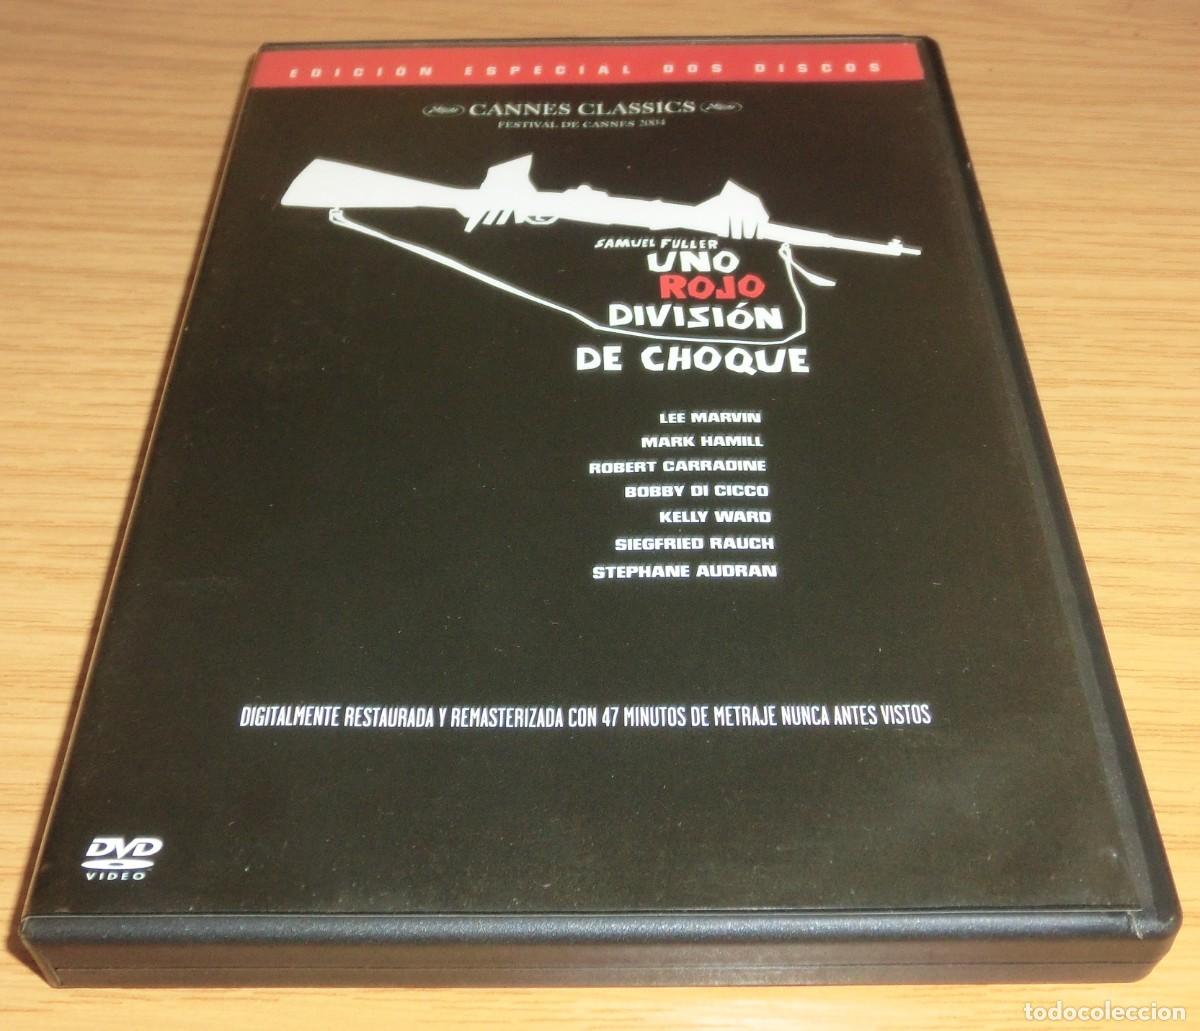 EDICIÓN ESPECIAL DOS DISCOS
CANNES CLASSICS
FESTIVAL DE CANNES 2004
SAMUEL FULLER
UNO
ROJO
DIVISIÓN
DE CHOQUE
LEE MARVIN
MARK HAMILL
ROBERT CARRADINE
BOBBY DI CICCO
KELLY WARD
SIEGFRIED RAUCH
STEPHANE AUDRAN
DIGITALMENTE RESTAURADA Y REMASTERIZADA CON 47 MINUTOS DE METRAJE NUNCA ANTES VISTOS
DVD
VIDEO
todocoleccion